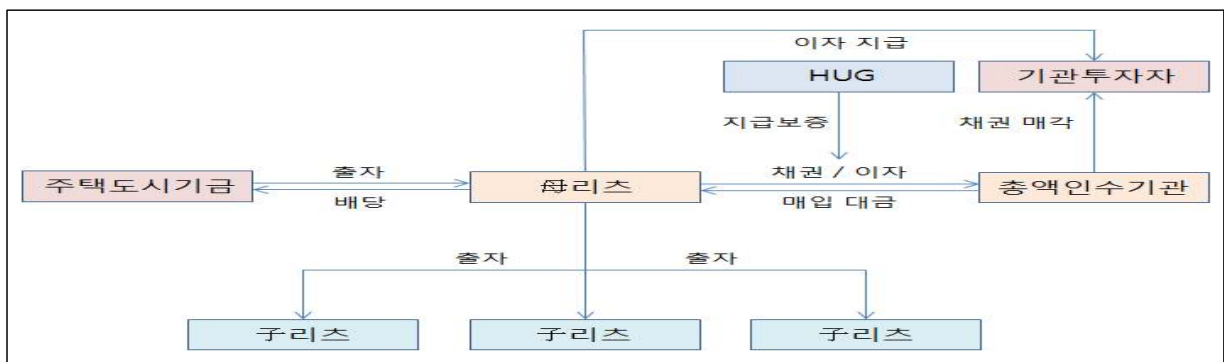 이자 지급
HUG
기관투자자
지급보증
채권 매각
주택도시기금
출자
배당
母리츠
채권 / 이자
매입 대금
총액인수기관
출자
출자
子리츠
子리츠
子리츠